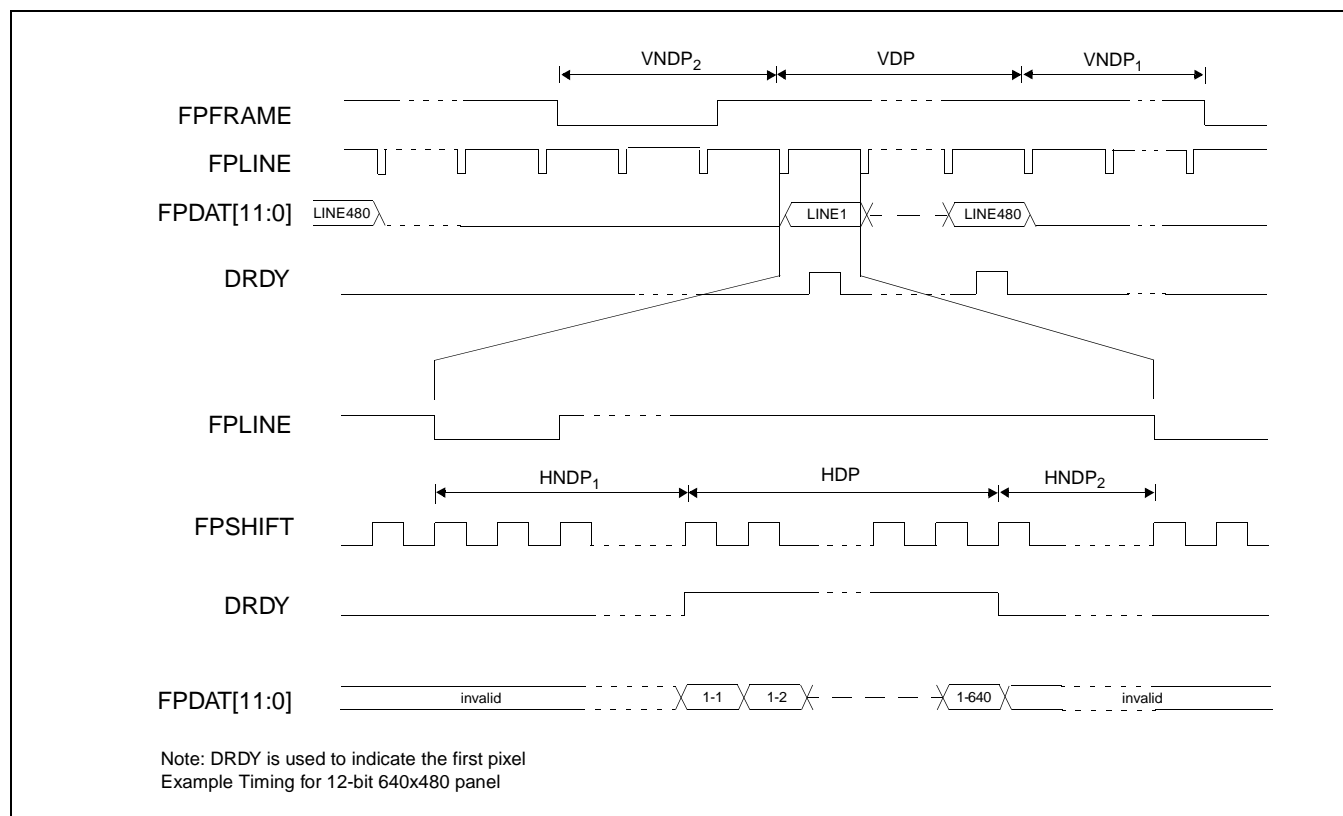 VNDP2 VDP VNDP1
FPFRAME
FPLINE
FPDAT[11:0] LINE480 LINE1 LINE480
DRDY
FPLINE
HNDP1 HDP HNDP2
FPSHIFT
DRDY
FPDAT[11:0] invalid 1-1 1-2 1-640 invalid
Note: DRDY is used to indicate the first pixel
Example Timing for 12-bit 640x480 panel